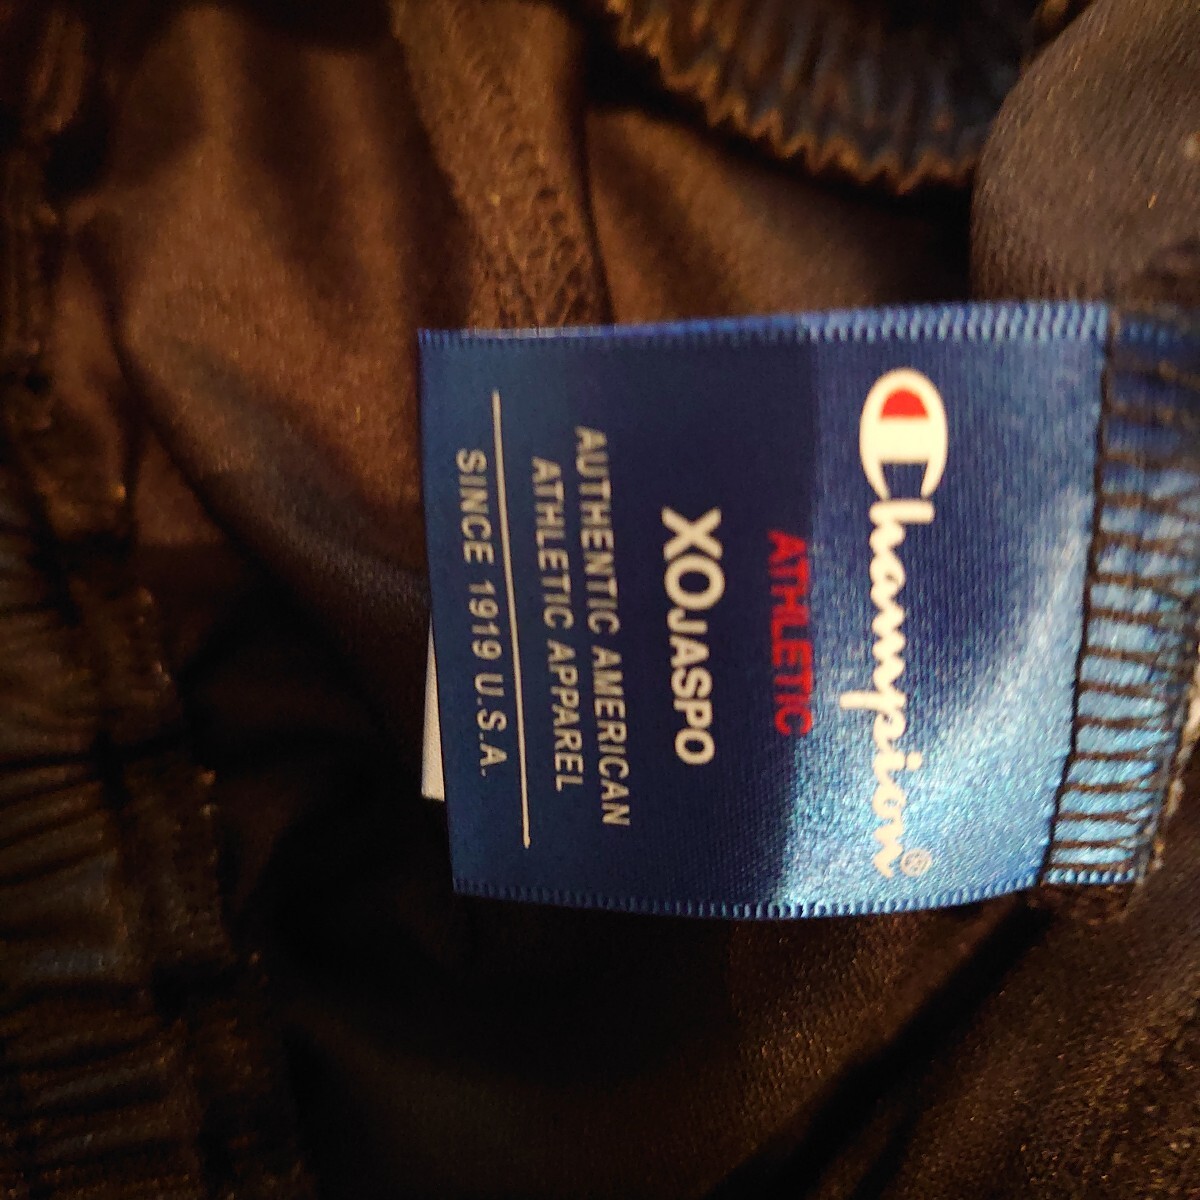 Champion®
ATHLETIC
XOJASPO
AUTHENTIC AMERICAN
ATHLETIC APPAREL
SINCE 1919 U.S.A.